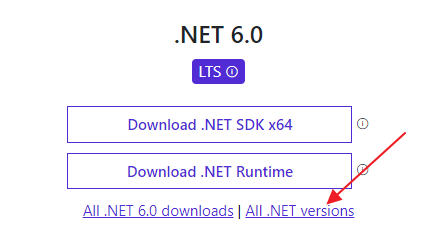 .NET 6.0
LTS ⓘ
Download .NET SDK x64 ⓘ
Download .NET Runtime ⓘ
All .NET 6.0 downloads | All .NET versions